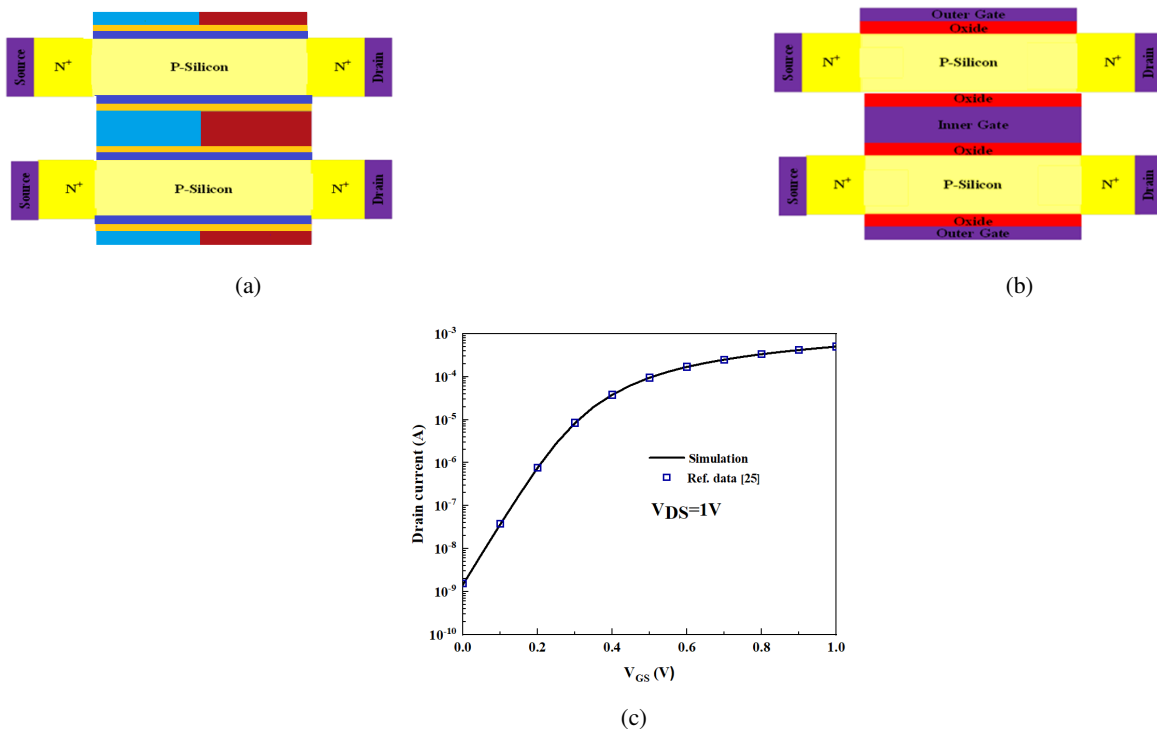 Source
N+
P-Silicon
N+
Drain
Source
N+
P-Silicon
N+
Drain
(a)
Outer Gate
Oxide
Source
N+
P-Silicon
N+
Drain
Oxide
Inner Gate
Oxide
Source
N+
P-Silicon
N+
Drain
Oxide
Outer Gate
(b)
Drain current (A)
10-3
10-4
10-5
10-6
10-7
10-8
10-9
10-10
Simulation
Ref. data [25]
VDS=1V
0.0 0.2 0.4 0.6 0.8 1.0
VGS (V)
(c)